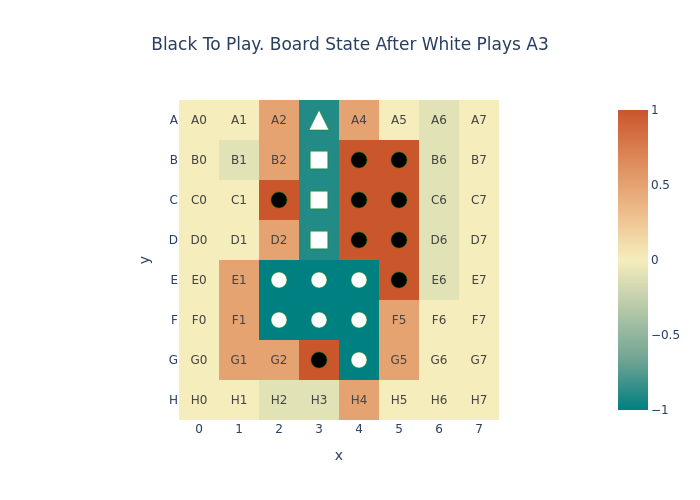 Black To Play. Board State After White Plays A3
A A0 A1 A2 A4 A5 A6 A7
B B0 B1 B2 B6 B7
C C0 C1 C6 C7
D D0 D1 D2 D6 D7
E E0 E1 E6 E7
F F0 F1 F5 F6 F7
G G0 G1 G2 G5 G6 G7
H H0 H1 H2 H3 H4 H5 H6 H7
0 1 2 3 4 5 6 7
x
y
1
0.5
0
−0.5
−1